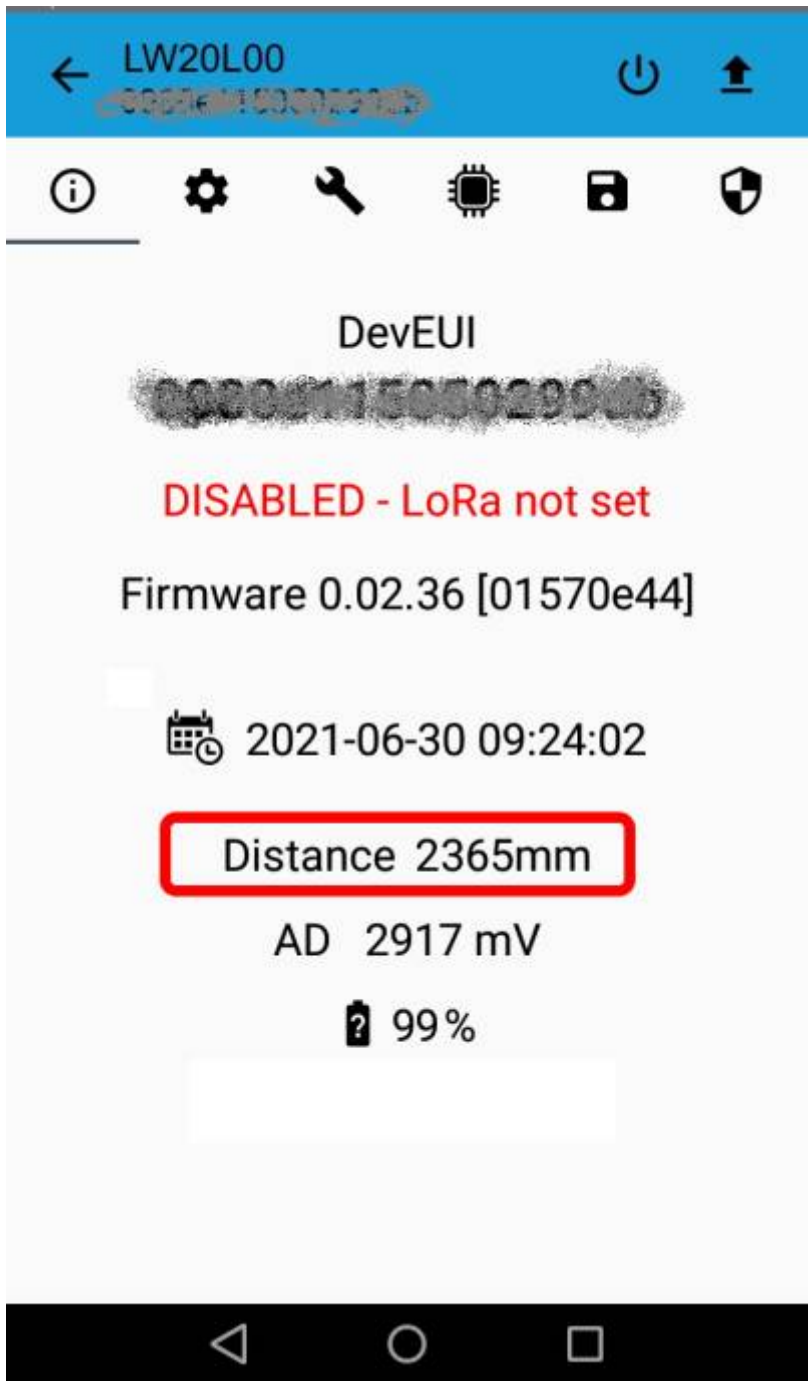 LW20L00
DevEUI
DISABLED - LoRa not set
Firmware 0.02.36 [01570e44]
2021-06-30 09:24:02
Distance 2365mm
AD 2917 mV
? 99%